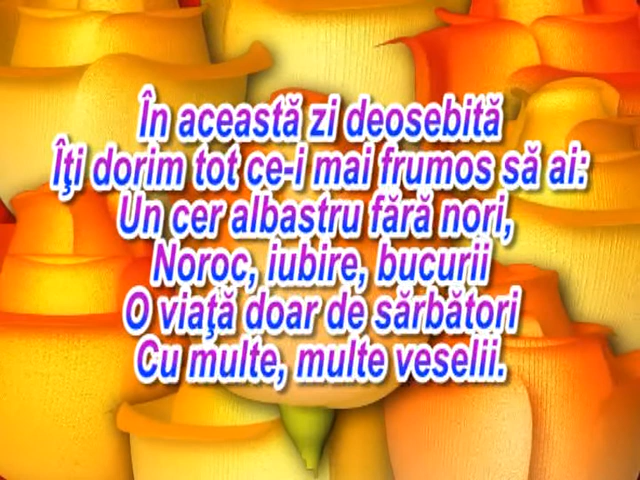 În această zi deosebită
Îţi dorim tot ce-i mai frumos să ai:
Un cer albastru fără nori,
Noroc, iubire, bucurii
O viaţă doar de sărbători
Cu multe, multe veselii.